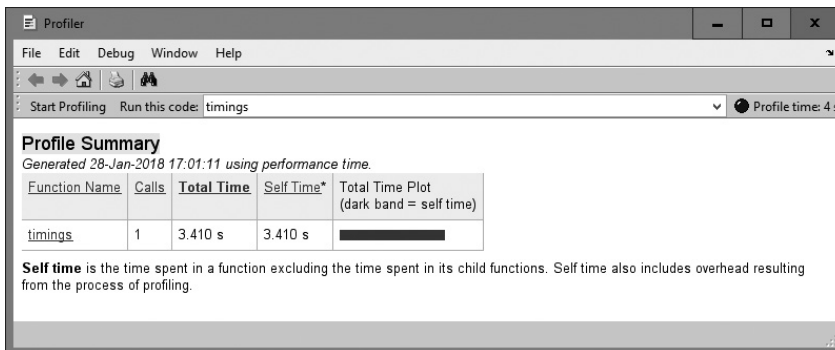 Profiler
File Edit Debug Window Help
Start Profiling Run this code: timings Profile time: 4
Profile Summary
Generated 28-Jan-2018 17:01:11 using performance time.
Function Name Calls Total Time Self Time* Total Time Plot
(dark band = self time)
timings 1 3.410 s 3.410 s
Self time is the time spent in a function excluding the time spent in its child functions. Self time also includes overhead resulting
from the process of profiling.